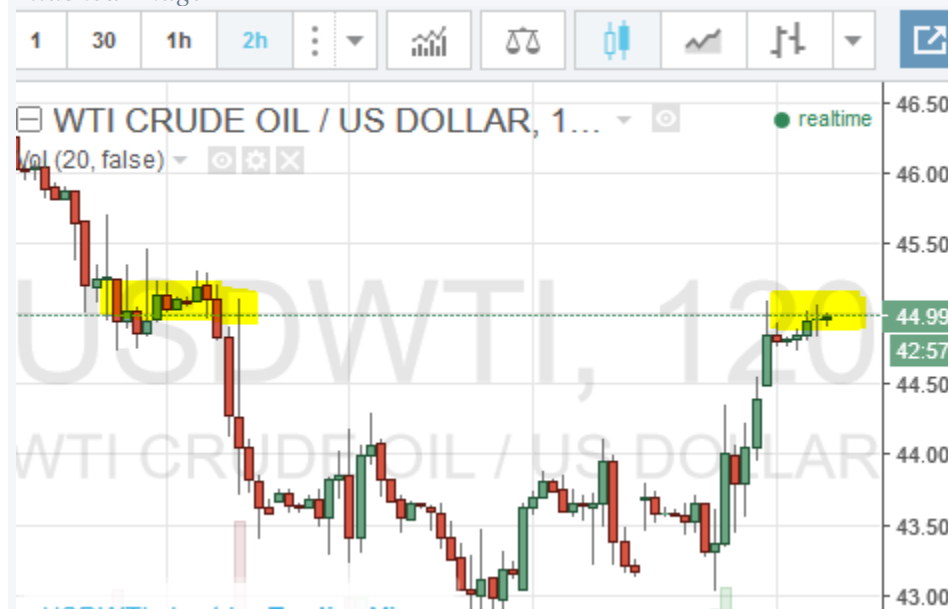 1 30 1h 2h
WTI CRUDE OIL / US DOLLAR, 1...
realtime
Vol (20, false)
46.50
46.00
45.50
44.99
42:57
44.50
44.00
43.50
43.00
USDWTI, 120
WTI CRUDE OIL / US DOLLAR